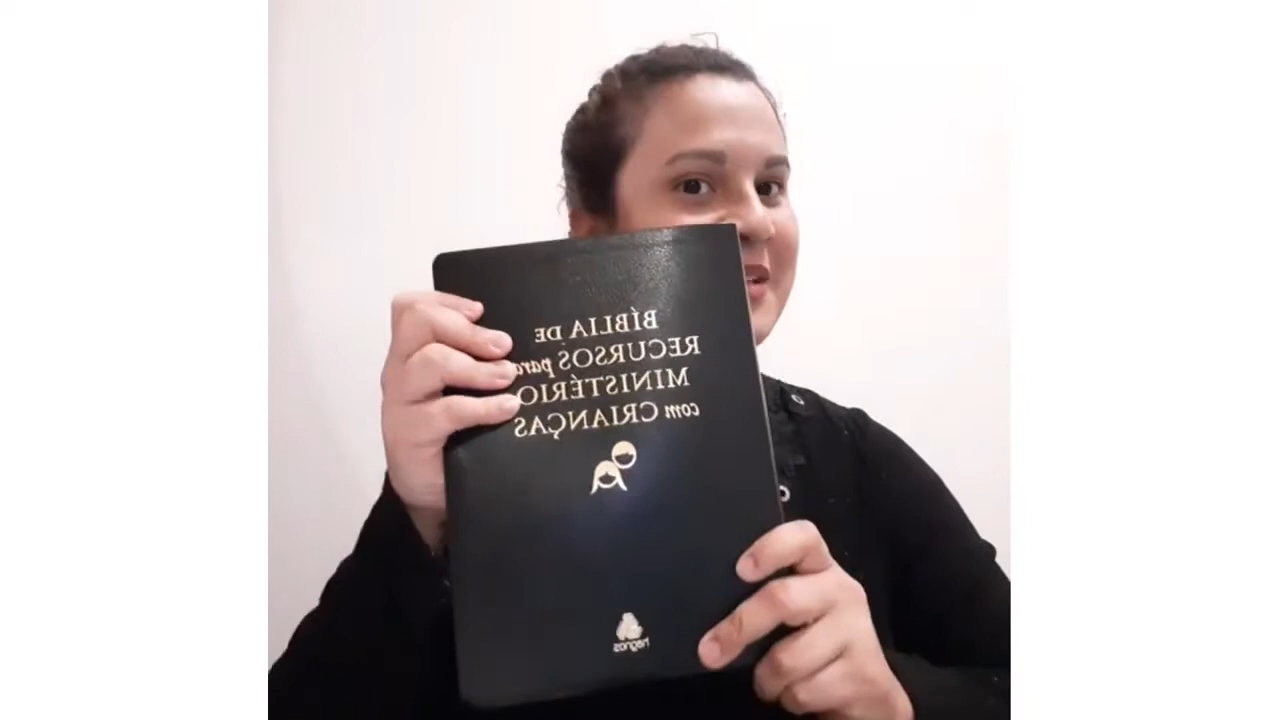 BÍBLIA DE
RECURSOS para
MINISTÉRIO
com CRIANÇAS
hagnos